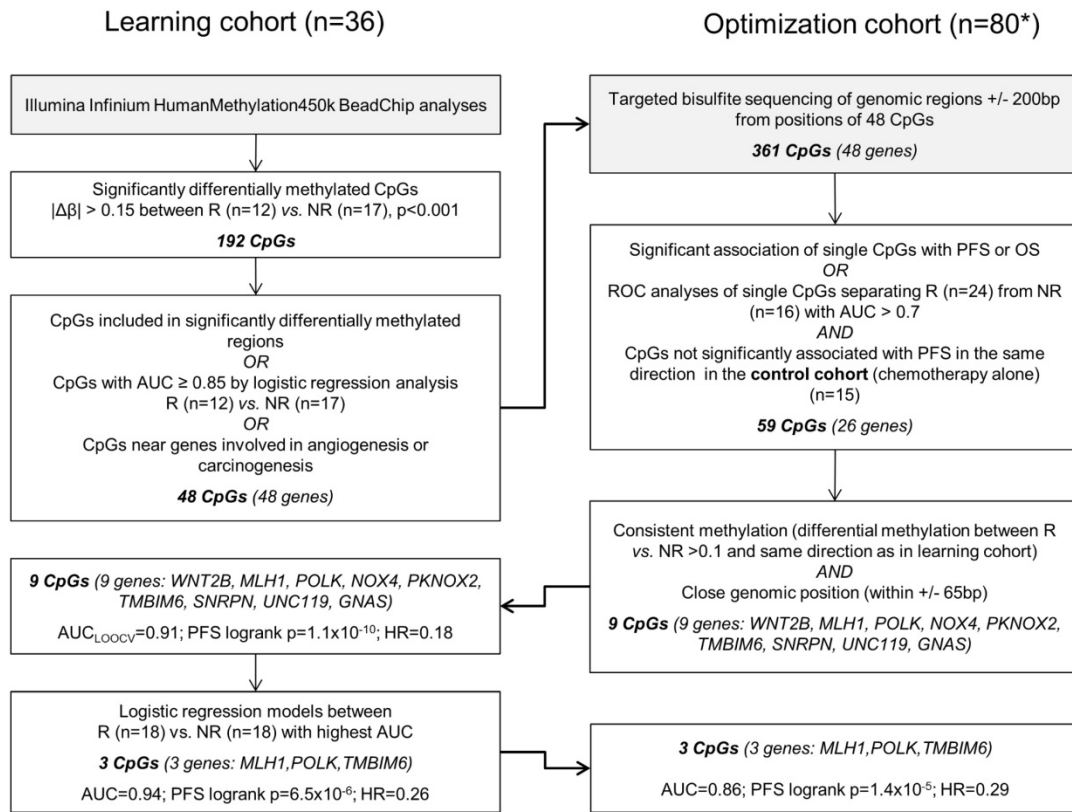 Learning cohort (n=36)
Illumina Infinium HumanMethylation450k BeadChip analyses
Significantly differentially methylated CpGs
|Δβ| > 0.15 between R (n=12) vs. NR (n=17), p<0.001
192 CpGs
CpGs included in significantly differentially methylated
regions
OR
CpGs with AUC ≥ 0.85 by logistic regression analysis
R (n=12) vs. NR (n=17)
OR
CpGs near genes involved in angiogenesis or
carcinogenesis
48 CpGs (48 genes)
Optimization cohort (n=80*)
Targeted bisulfite sequencing of genomic regions +/- 200bp
from positions of 48 CpGs
361 CpGs (48 genes)
Significant association of single CpGs with PFS or OS
OR
ROC analyses of single CpGs separating R (n=24) from NR
(n=16) with AUC > 0.7
AND
CpGs not significantly associated with PFS in the same
direction in the control cohort (chemotherapy alone)
(n=15)
59 CpGs (26 genes)
Consistent methylation (differential methylation between R
vs. NR >0.1 and same direction as in learning cohort)
AND
Close genomic position (within +/- 65bp)
9 CpGs (9 genes: WNT2B, MLH1, POLK, NOX4, PKNOX2,
TMBIM6, SNRPN, UNC119, GNAS)
9 CpGs (9 genes: WNT2B, MLH1, POLK, NOX4, PKNOX2,
TMBIM6, SNRPN, UNC119, GNAS)
AUCLOOCV=0.91; PFS logrank p=1.1x10-10; HR=0.18
Logistic regression models between
R (n=18) vs. NR (n=18) with highest AUC
3 CpGs (3 genes: MLH1,POLK,TMBIM6)
AUC=0.94; PFS logrank p=6.5x10-6; HR=0.26
3 CpGs (3 genes: MLH1,POLK,TMBIM6)
AUC=0.86; PFS logrank p=1.4x10-5; HR=0.29